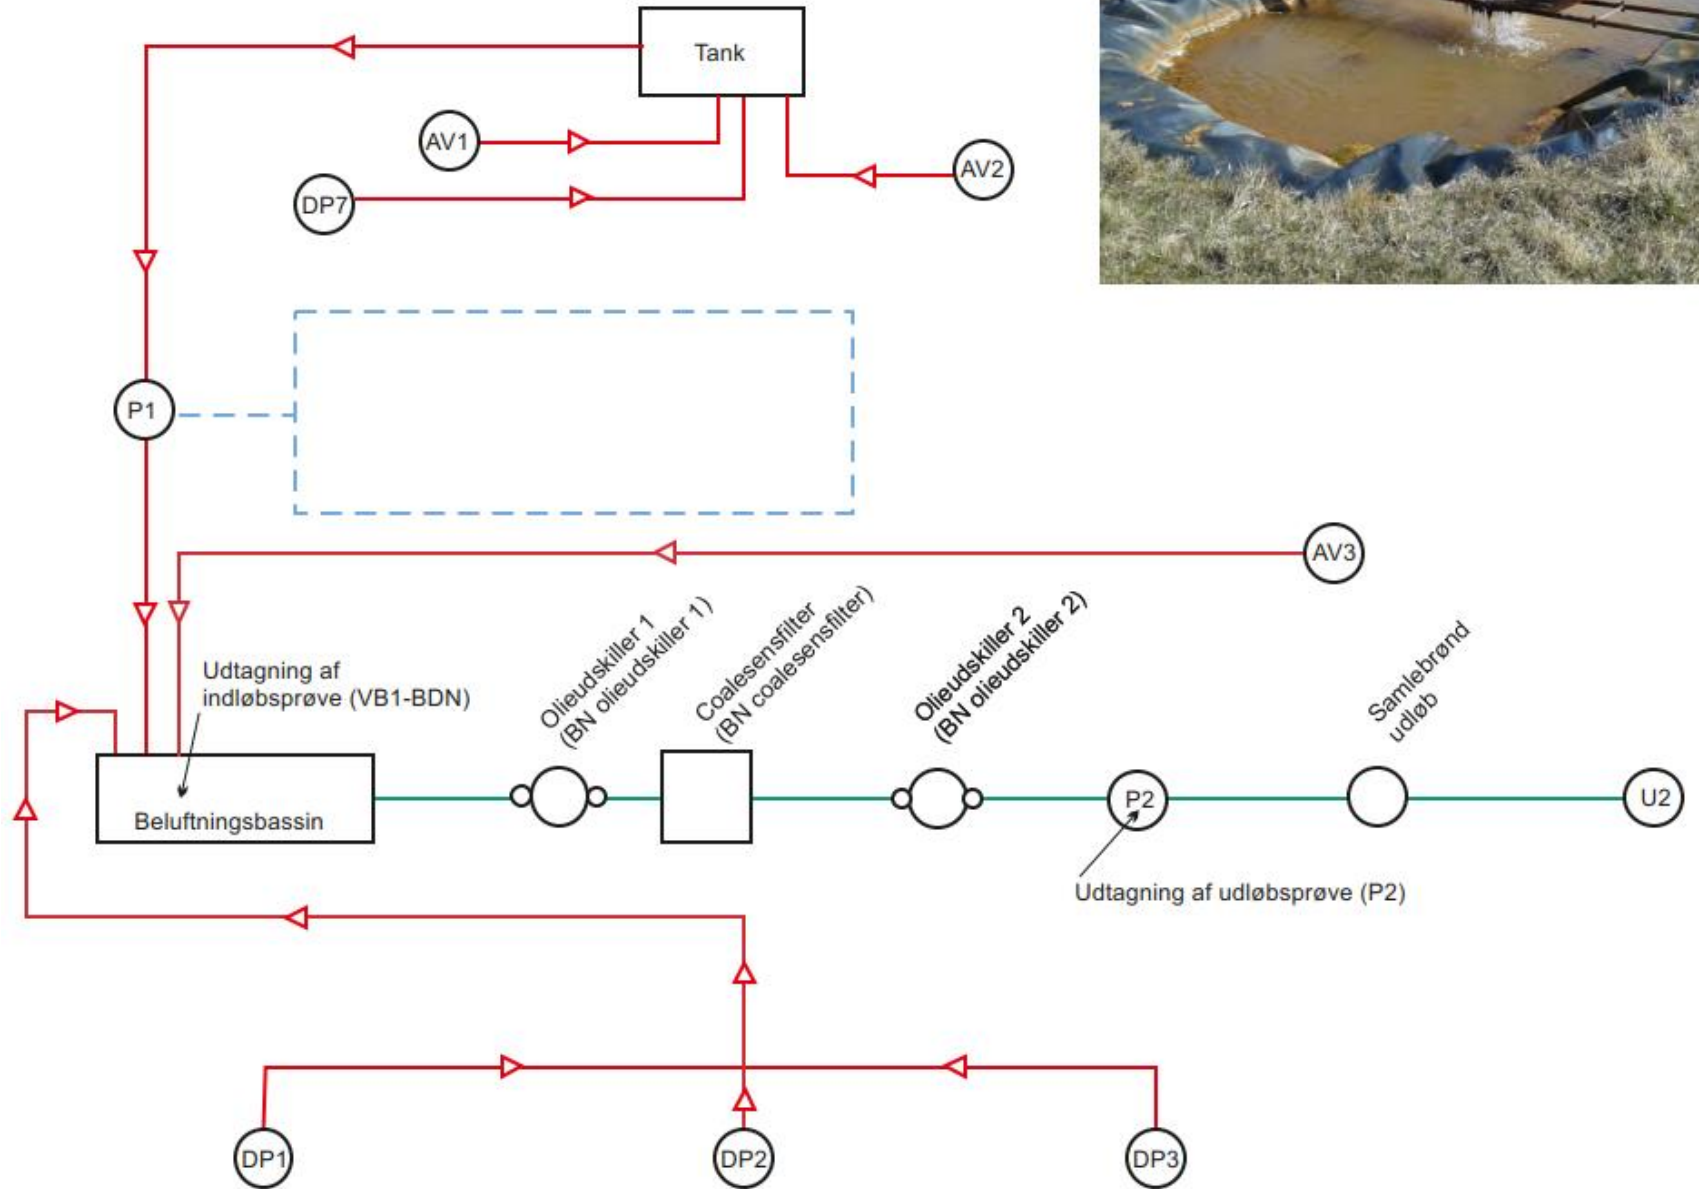 Tank
AV1
AV2
DP7
P1
AV3
Olieudskiller 1
(BN olieudskiller 1)
Coalesensfilter
(BN coalesensfilter)
Olieudskiller 2
(BN olieudskiller 2)
Samlebrønd
udløb
Udtagning af
indløbsprøve (VB1-BDN)
Beluftningsbassin
P2
U2
Udtagning af udløbsprøve (P2)
DP1
DP2
DP3